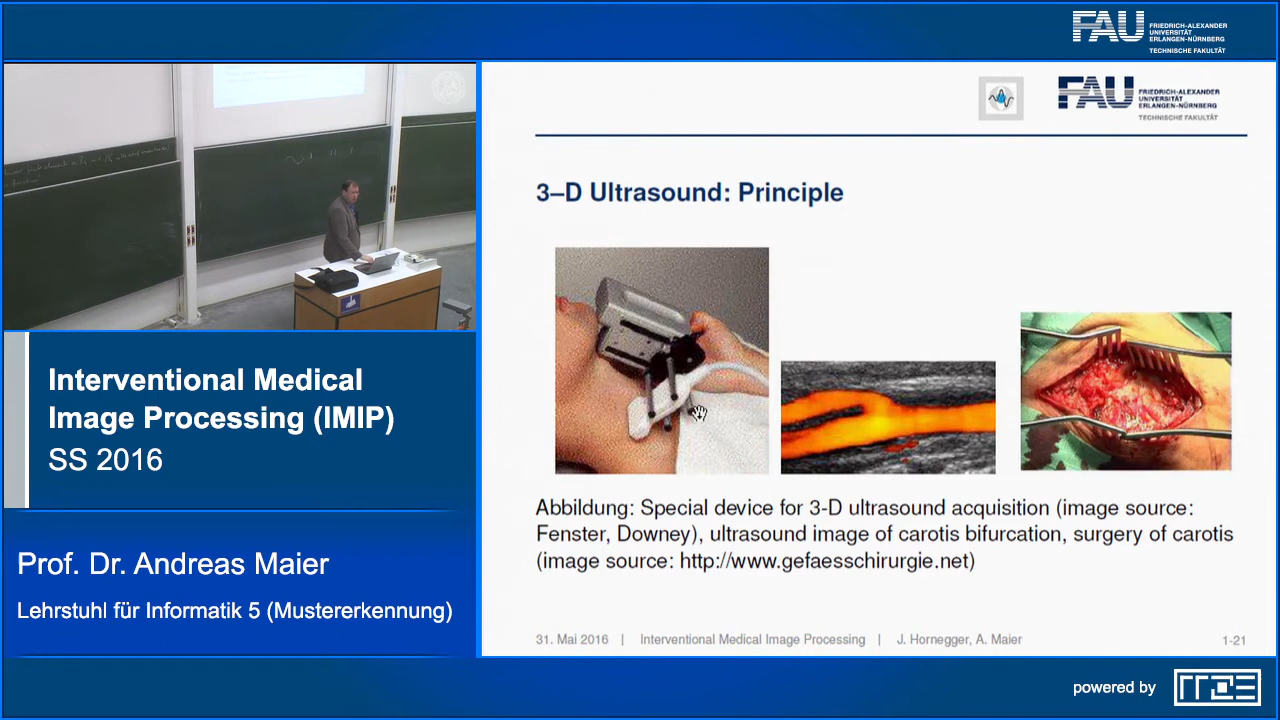 FAU
FRIEDRICH-ALEXANDER
UNIVERSITÄT
ERLANGEN-NÜRNBERG
TECHNISCHE FAKULTÄT
FAU
FRIEDRICH-ALEXANDER
UNIVERSITÄT
ERLANGEN-NÜRNBERG
TECHNISCHE FAKULTÄT
3–D Ultrasound: Principle
Abbildung: Special device for 3-D ultrasound acquisition (image source:
Fenster, Downey), ultrasound image of carotis bifurcation, surgery of carotis
(image source: http://www.gefaesschirurgie.net)
31. Mai 2016 | Interventional Medical Image Processing | J. Hornegger, A. Maier
1-21
Interventional Medical
Image Processing (IMIP)
SS 2016
Prof. Dr. Andreas Maier
Lehrstuhl für Informatik 5 (Mustererkennung)
powered by
RRZE